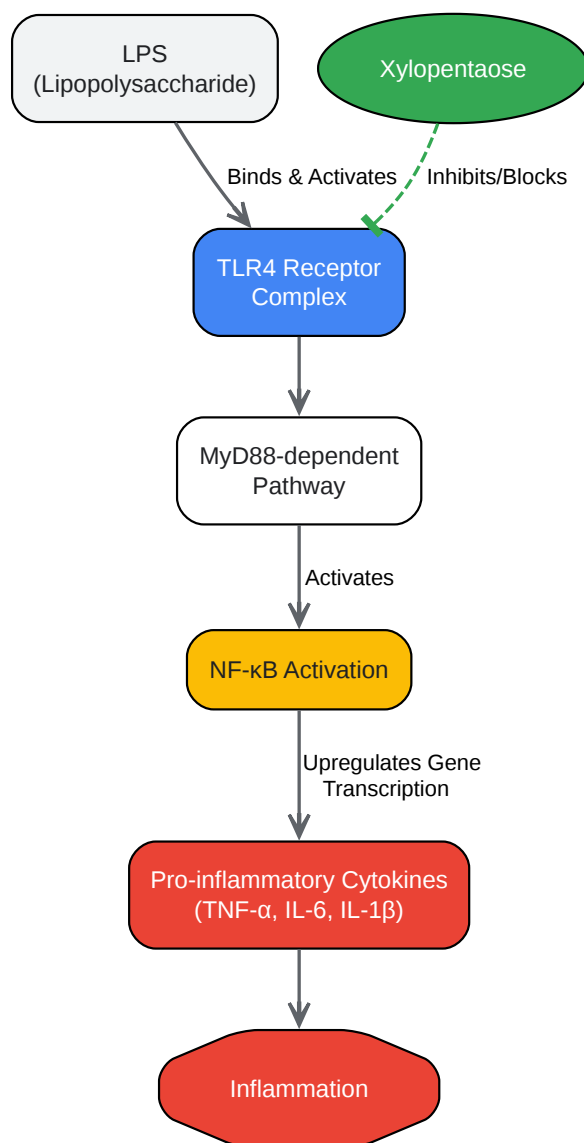 LPS
(Lipopolysaccharide)
Xylopentaose
Binds & Activates
Inhibits/Blocks
TLR4 Receptor
Complex
MyD88-dependent
Pathway
Activates
NF-κB Activation
Upregulates Gene
Transcription
Pro-inflammatory Cytokines
(TNF-α, IL-6, IL-1β)
Inflammation